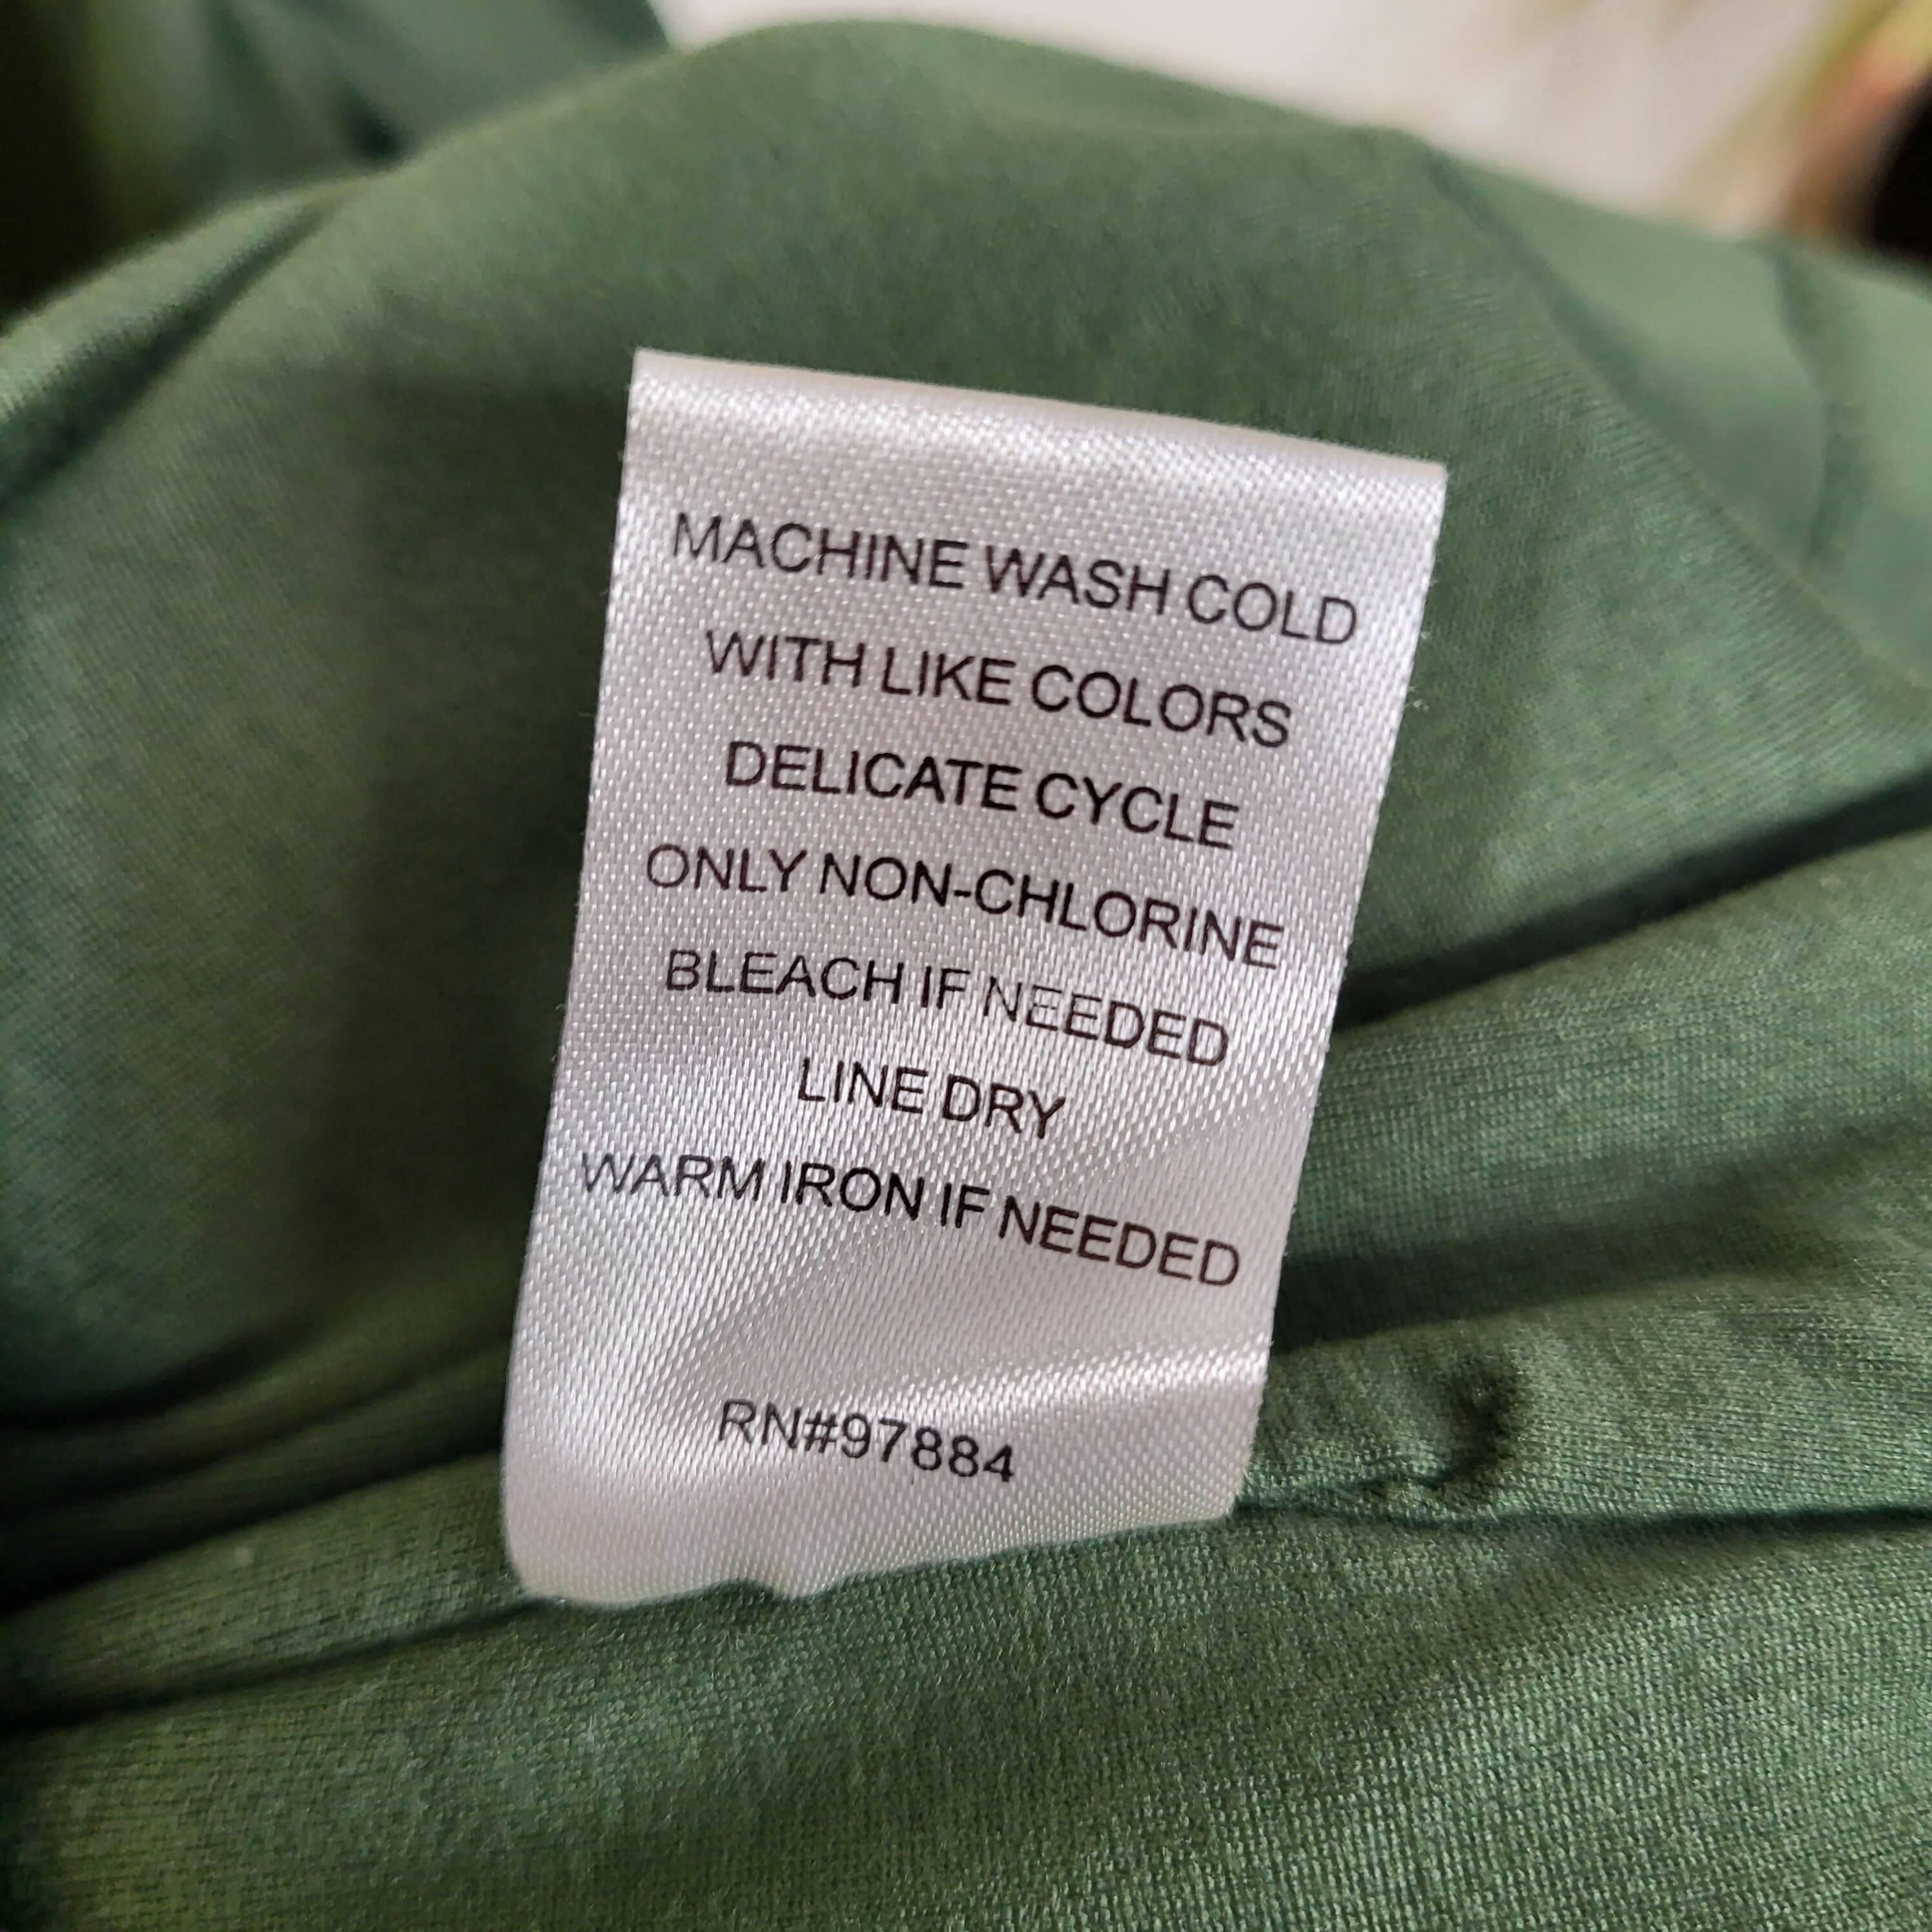 MACHINE WASH COLD
WITH LIKE COLORS
DELICATE CYCLE
ONLY NON-CHLORINE
BLEACH IF NEEDED
LINE DRY
WARM IRON IF NEEDED
RN#97884